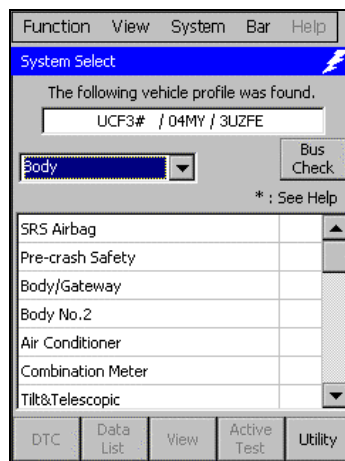 Function View System Bar Help
System Select
The following vehicle profile was found.
UCF3# / 04MY / 3UZFE
Body
Bus Check
* : See Help
SRS Airbag
Pre-crash Safety
Body/Gateway
Body No.2
Air Conditioner
Combination Meter
Tilt&Telescopic
DTC Data List View Active Test Utility